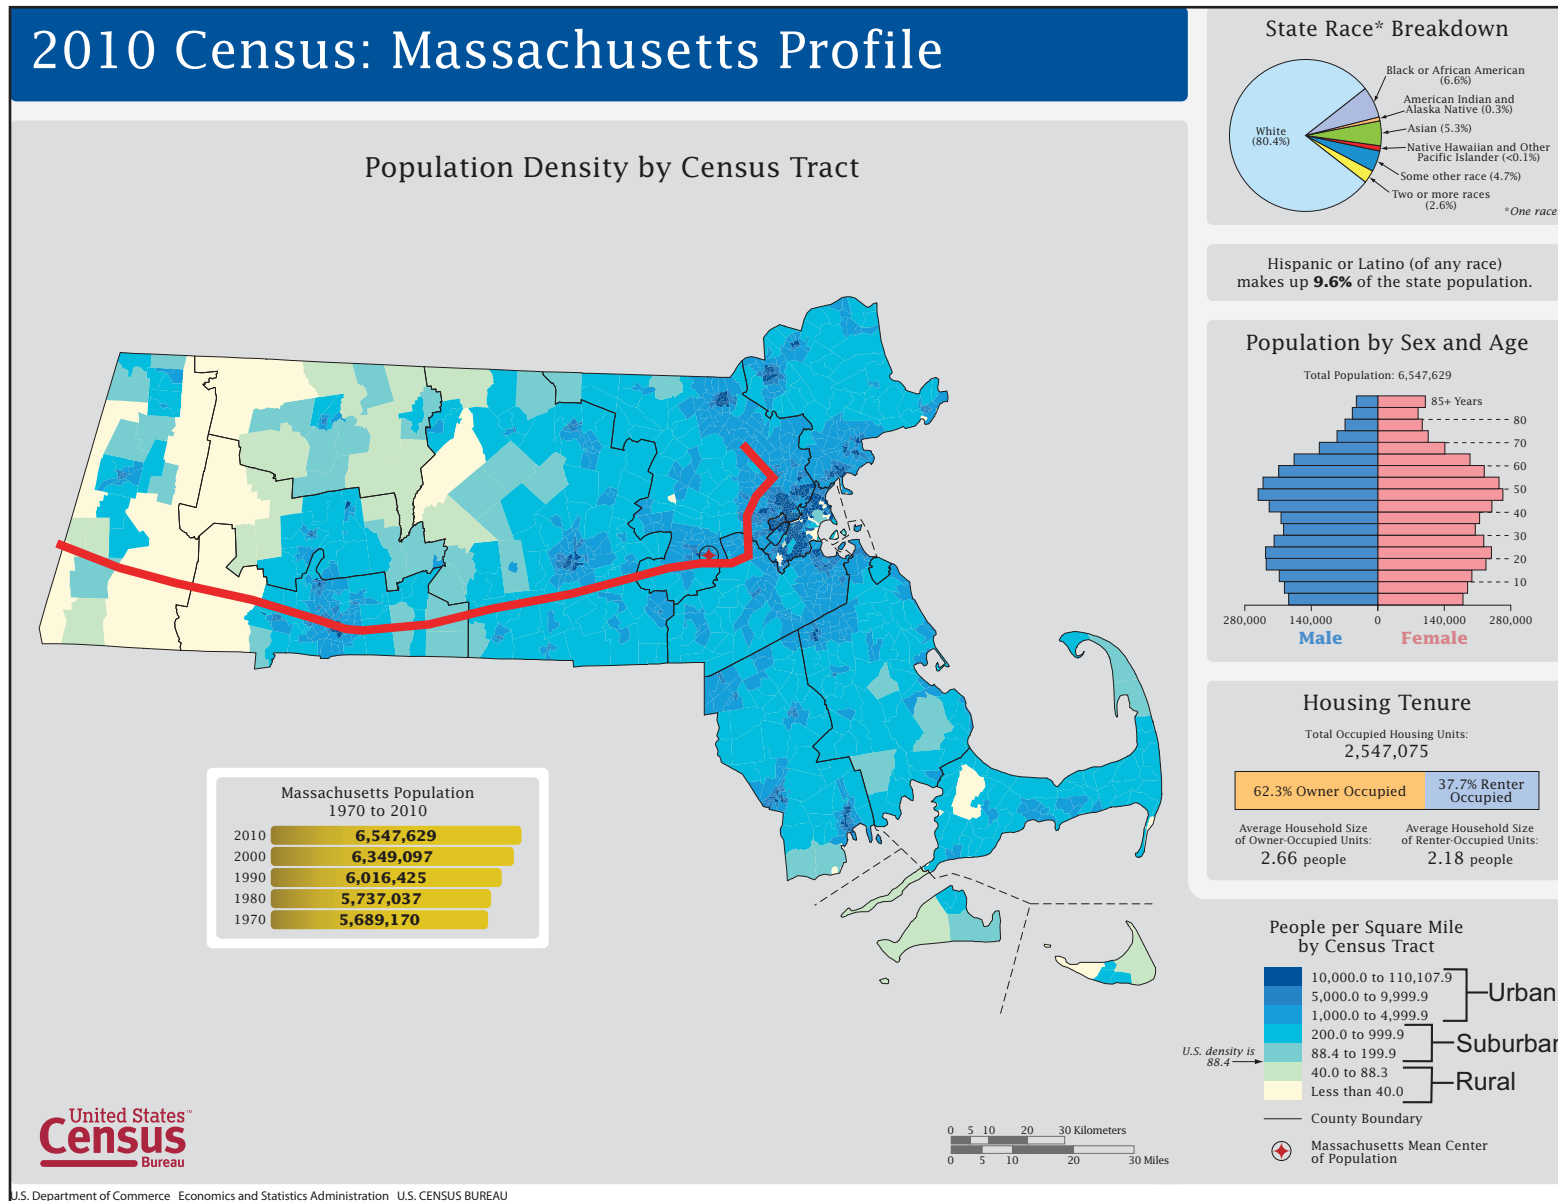 2010 Census: Massachusetts Profile
Population Density by Census Tract
Massachusetts Population
1970 to 2010
2010 6,547,629
2000 6,349,097
1990 6,016,425
1980 5,737,037
1970 5,689,170
United States™
Census
Bureau
0 5 10 20 30 Kilometers
0 5 10 20 30 Miles
U.S. Department of Commerce Economics and Statistics Administration U.S. CENSUS BUREAU
State Race* Breakdown
Black or African American
(6.6%)
American Indian and
Alaska Native (0.3%)
Asian (5.3%)
Native Hawaiian and Other
Pacific Islander (<0.1%)
Some other race (4.7%)
Two or more races
(2.6%)
White
(80.4%)
*One race
Hispanic or Latino (of any race)
makes up 9.6% of the state population.
Population by Sex and Age
Total Population: 6,547,629
85+ Years
80
70
60
50
40
30
20
10
280,000 140,000 0 140,000 280,000
Male Female
Housing Tenure
Total Occupied Housing Units:
2,547,075
62.3% Owner Occupied
37.7% Renter
Occupied
Average Household Size
of Owner-Occupied Units:
2.66 people
Average Household Size
of Renter-Occupied Units:
2.18 people
People per Square Mile
by Census Tract
10,000.0 to 110,107.9
5,000.0 to 9,999.9
1,000.0 to 4,999.9
Urban
200.0 to 999.9
88.4 to 199.9
Suburban
U.S. density is
88.4
40.0 to 88.3
Less than 40.0
Rural
County Boundary
Massachusetts Mean Center
of Population